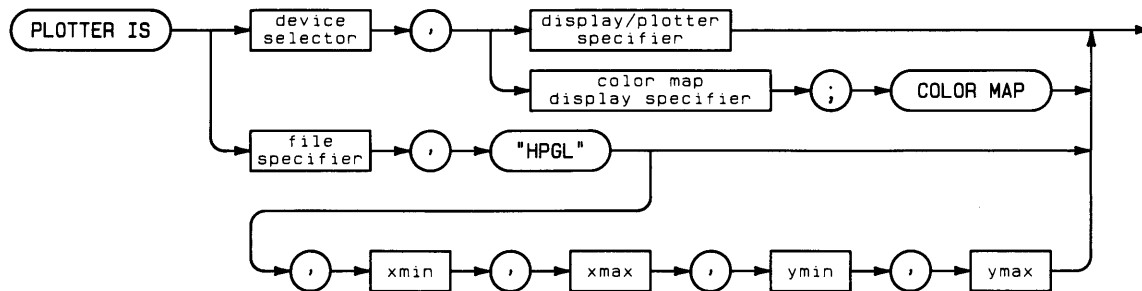 PLOTTER IS
device
selector
,
display/plotter
specifier
color map
display specifier
;
COLOR MAP
file
specifier
,
"HPGL"
,
xmin
,
xmax
,
ymin
,
ymax